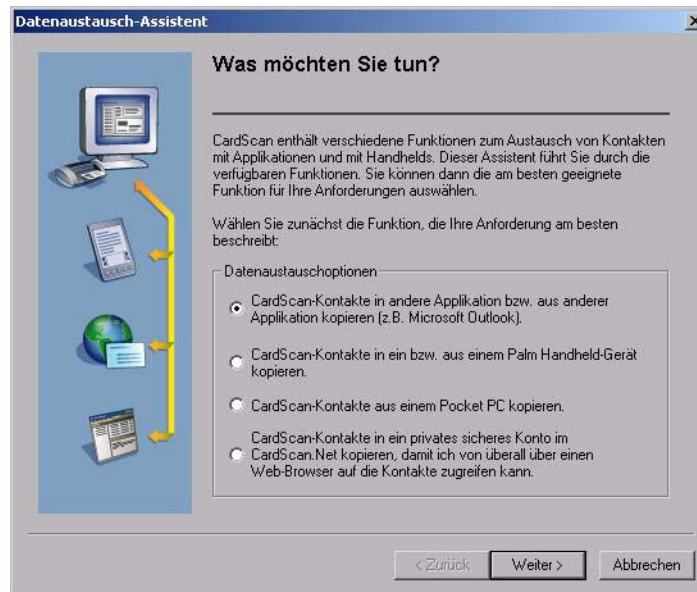 Datenaustausch-Assistent
Was möchten Sie tun?
CardScan enthält verschiedene Funktionen zum Austausch von Kontakten
mit Applikationen und mit Handhelds. Dieser Assistent führt Sie durch die
verfügbaren Funktionen. Sie können dann die am besten geeignete
Funktion für Ihre Anforderungen auswählen.
Wählen Sie zunächst die Funktion, die Ihre Anforderung am besten
beschreibt:
Datenaustauschoptionen
CardScan-Kontakte in andere Applikation bzw. aus anderer
Applikation kopieren (z.B. Microsoft Outlook).
CardScan-Kontakte in ein bzw. aus einem Palm Handheld-Gerät
kopieren.
CardScan-Kontakte aus einem Pocket PC kopieren.
CardScan-Kontakte in ein privates sicheres Konto im
CardScan.Net kopieren, damit ich von überall über einen
Web-Browser auf die Kontakte zugreifen kann.
< Zurück Weiter > Abbrechen